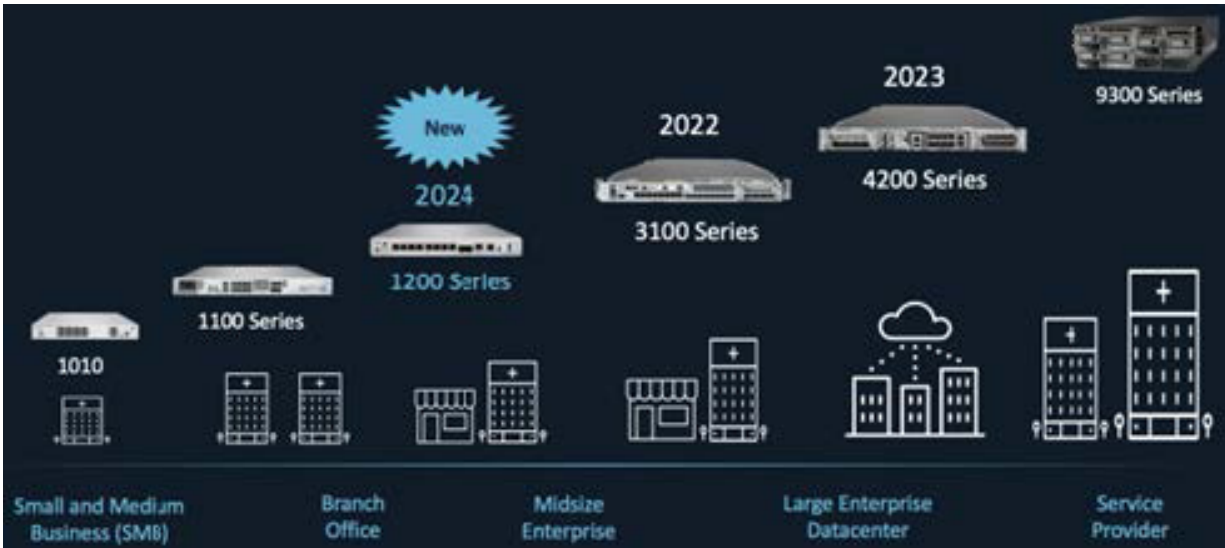 9300 Series
2023
4200 Series
2022
3100 Series
New
2024
1200 Series
1100 Series
1010
Small and Medium
Business (SMB)
Branch
Office
Midsize
Enterprise
Large Enterprise
Datacenter
Service
Provider